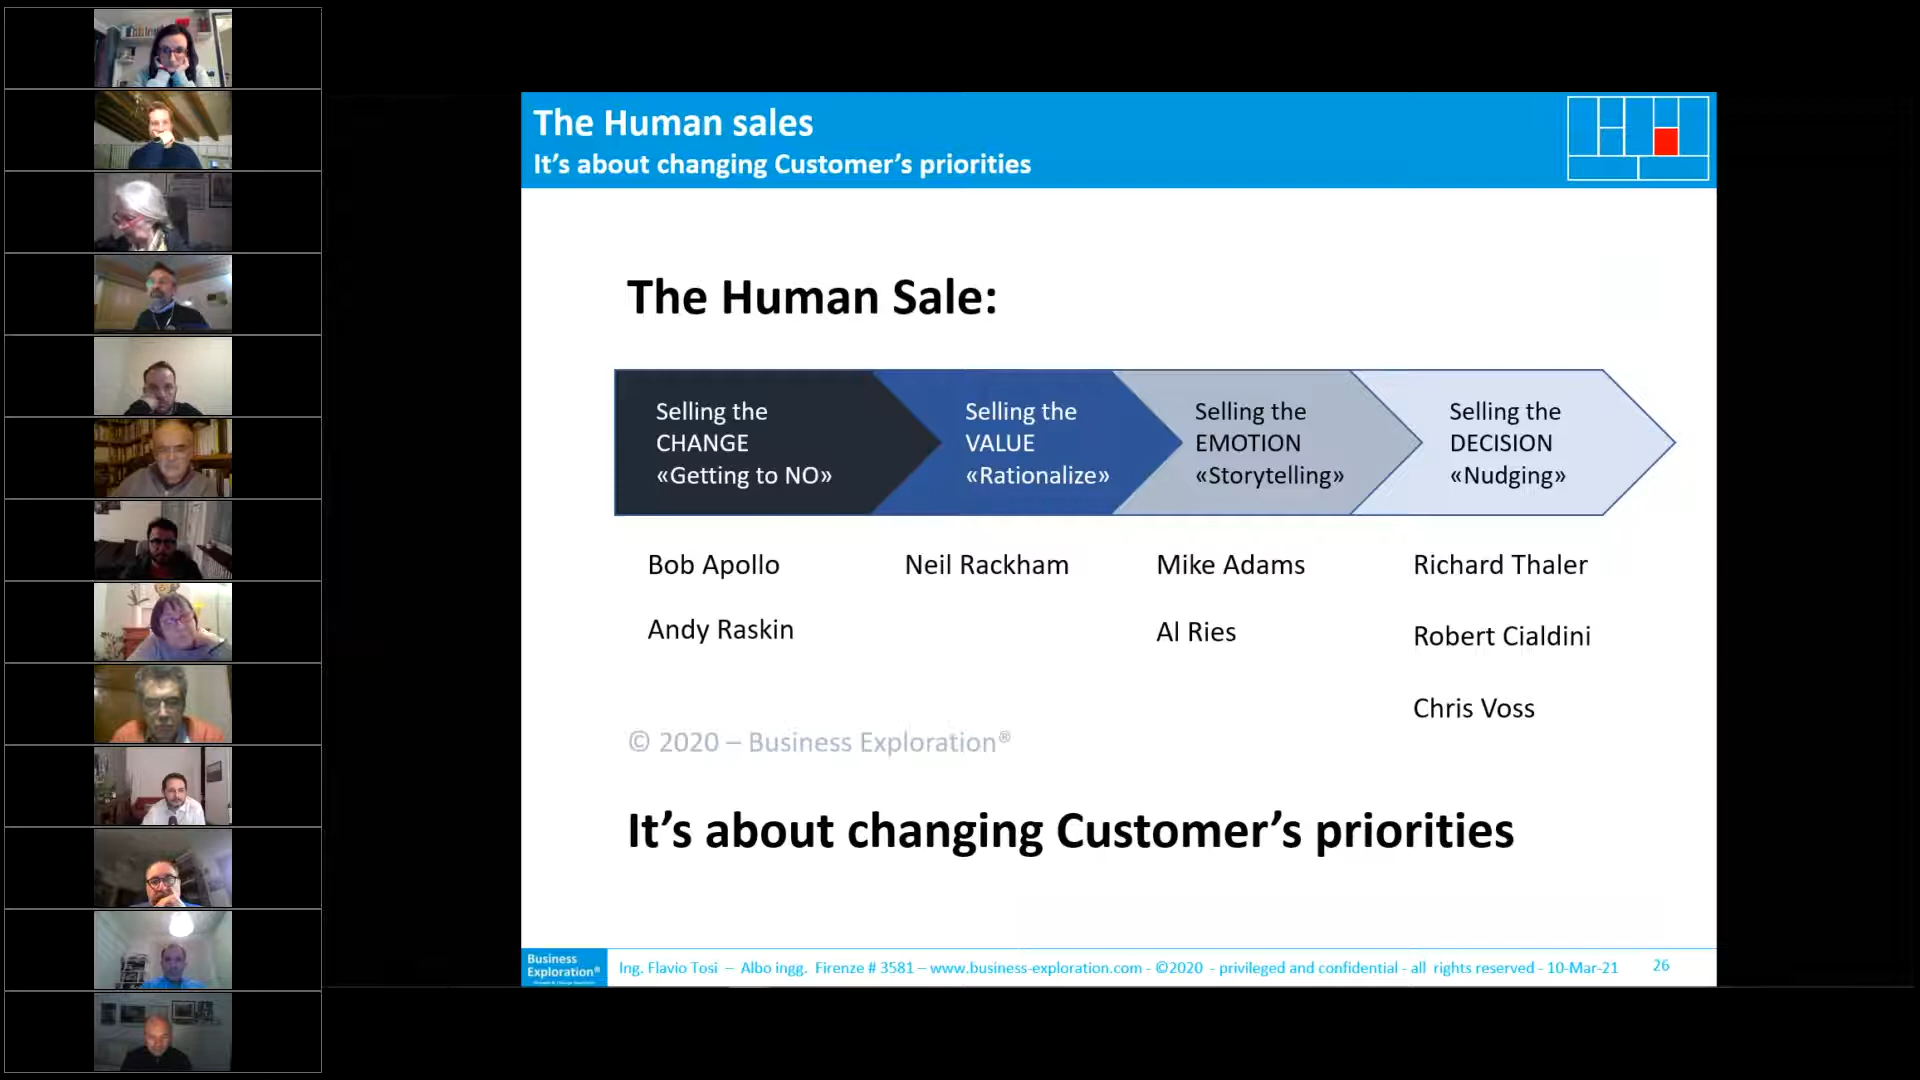 The Human sales
It’s about changing Customer’s priorities
The Human Sale:
Selling the
CHANGE
«Getting to NO»
Selling the
VALUE
«Rationalize»
Selling the
EMOTION
«Storytelling»
Selling the
DECISION
«Nudging»
Bob Apollo
Andy Raskin
Neil Rackham
Mike Adams
Al Ries
Richard Thaler
Robert Cialdini
Chris Voss
© 2020 – Business Exploration®
It’s about changing Customer’s priorities
Business
Exploration®
Ing. Flavio Tosi – Albo ingg. Firenze # 3581 – www.business-exploration.com - ©2020 - privileged and confidential - all rights reserved - 10-Mar-21
26